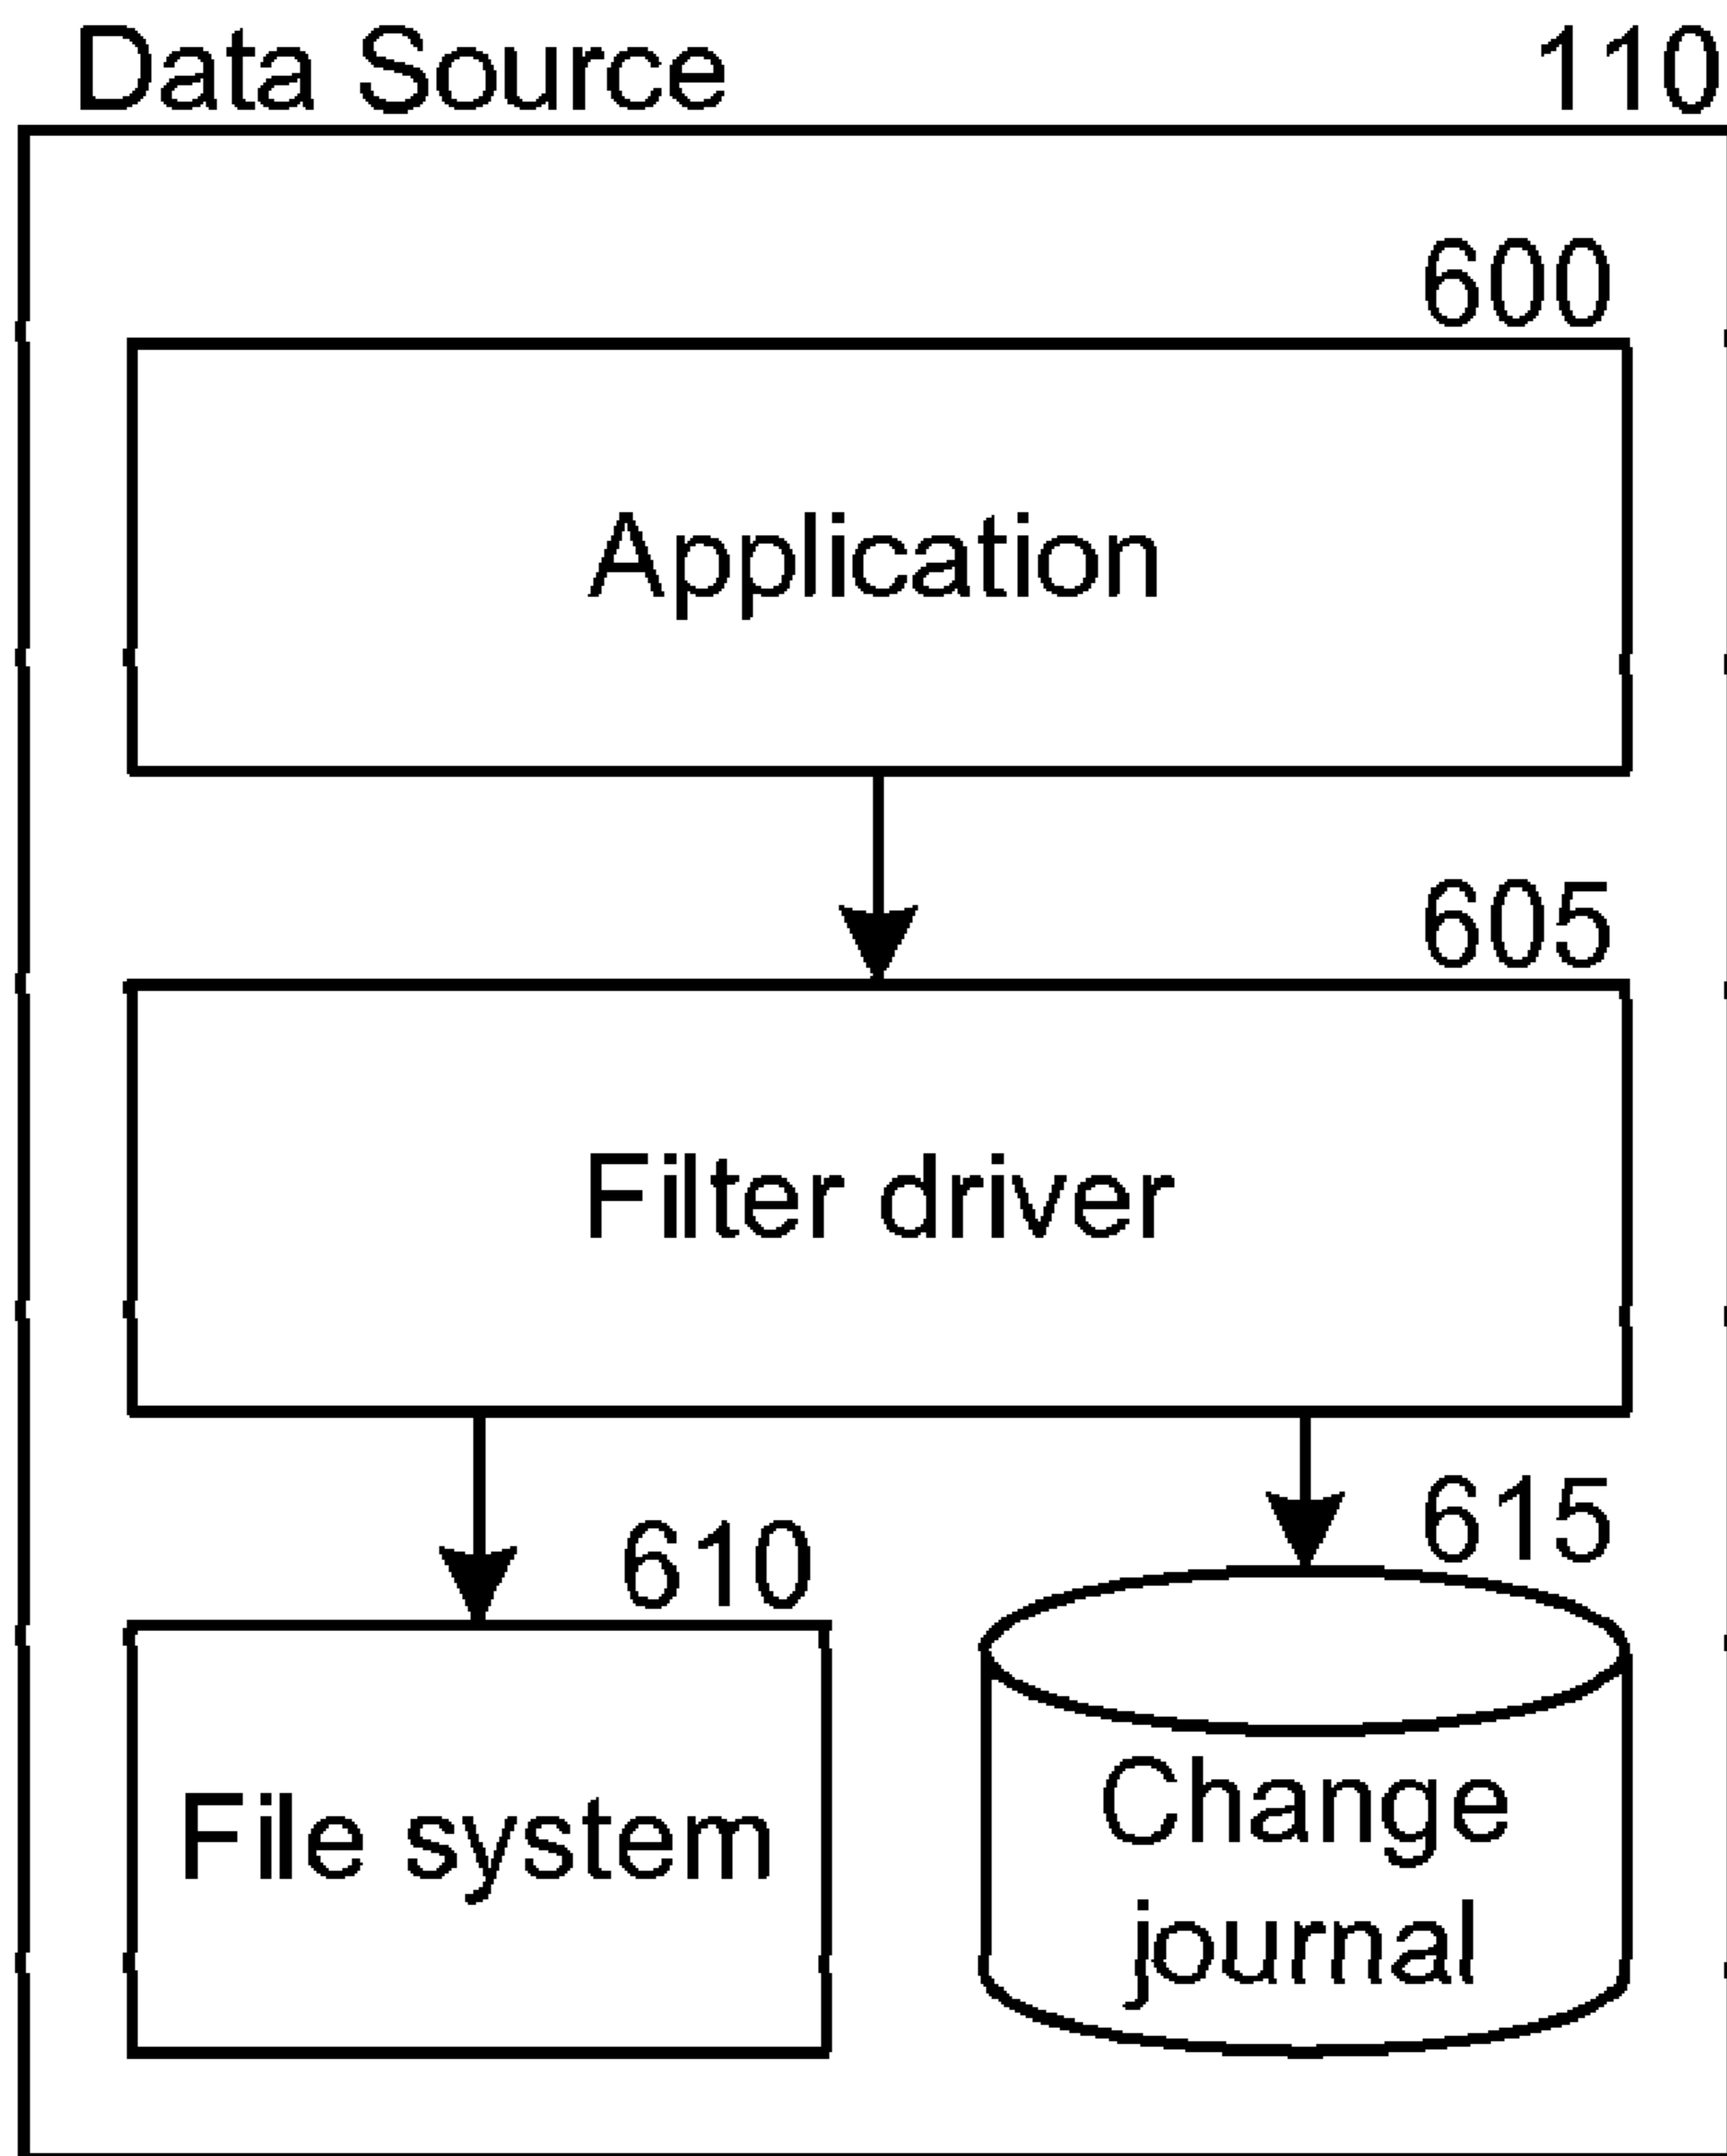 Data Source 110
600
Application
605
Filter driver
610
615
File system
Change
journal